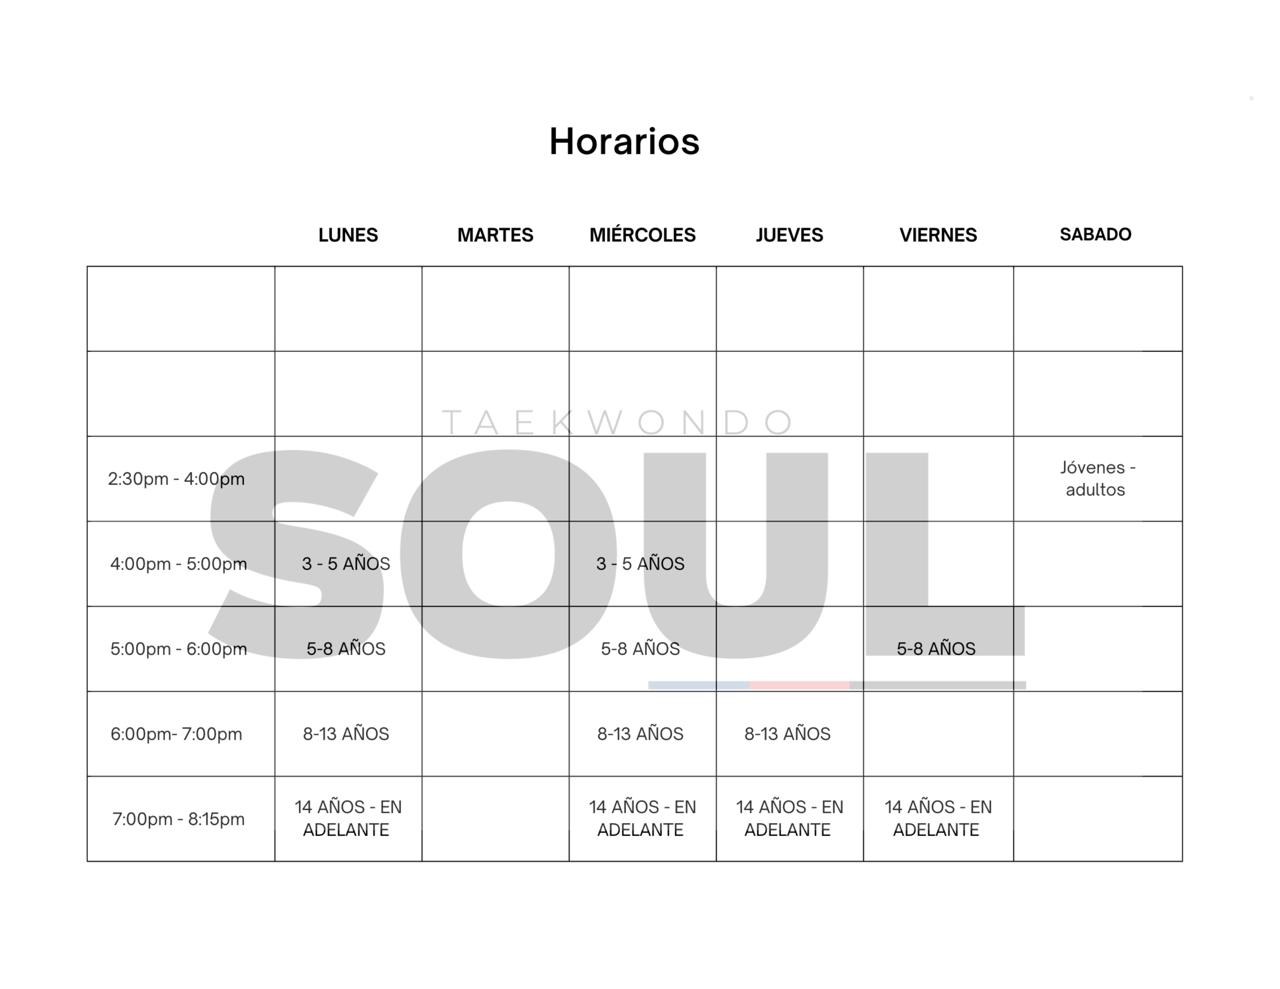 Horarios
LUNES MARTES MIÉRCOLES JUEVES VIERNES SABADO
TAEKWONDO
SOUL
2:30pm - 4:00pm Jóvenes -
adultos
4:00pm - 5:00pm 3 - 5 AÑOS 3 - 5 AÑOS
5:00pm - 6:00pm 5-8 AÑOS 5-8 AÑOS 5-8 AÑOS
6:00pm- 7:00pm 8-13 AÑOS 8-13 AÑOS 8-13 AÑOS
7:00pm - 8:15pm 14 AÑOS - EN 14 AÑOS - EN 14 AÑOS - EN 14 AÑOS - EN
ADELANTE ADELANTE ADELANTE ADELANTE